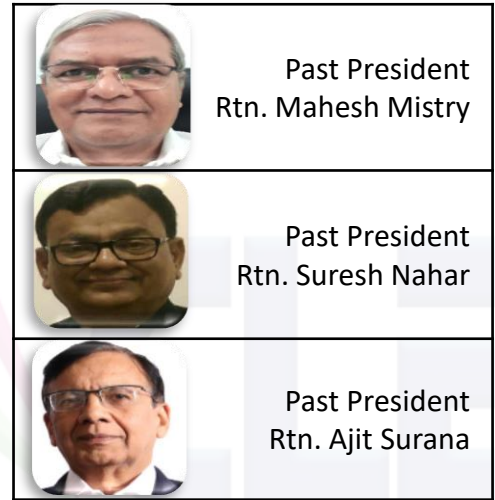 Past President
Rtn. Mahesh Mistry
Past President
Rtn. Suresh Nahar
Past President
Rtn. Ajit Surana